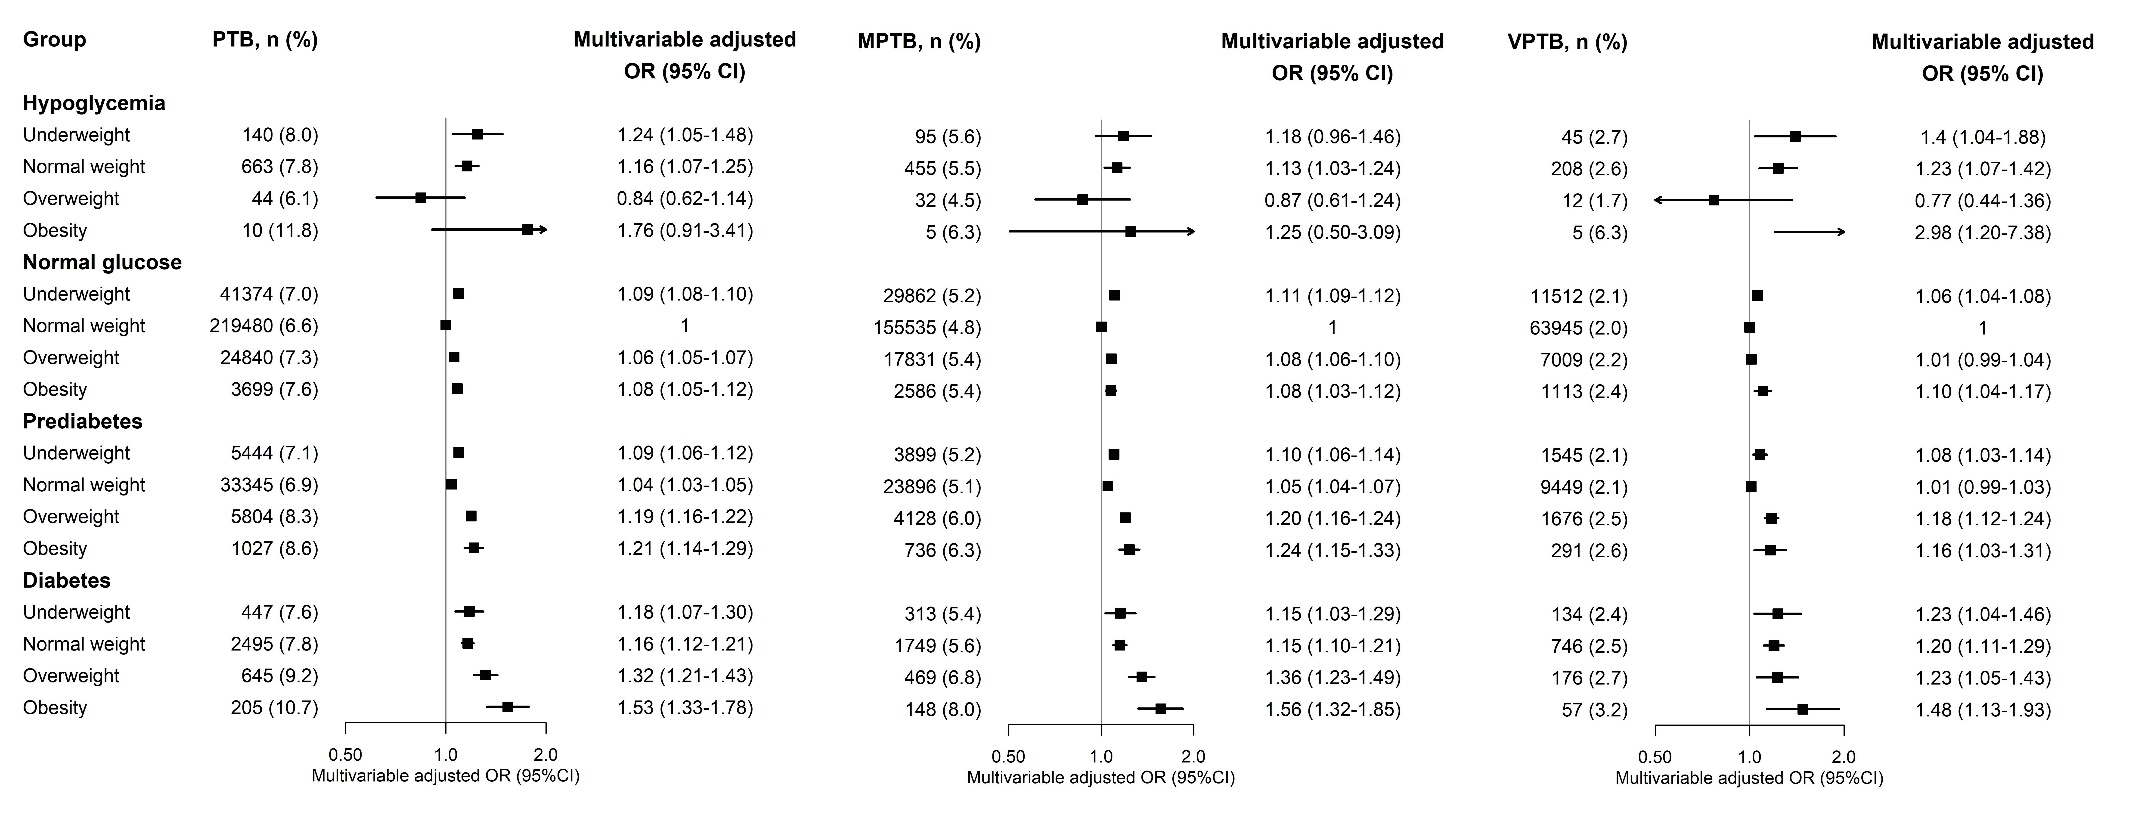 Group PTB, n (%) Multivariable adjusted MPTB, n (%) Multivariable adjusted VPTB, n (%) Multivariable adjusted
OR (95% CI) OR (95% CI) OR (95% CI)
Hypoglycemia
Underweight 140 (8.0) 1.24 (1.05-1.48) 95 (5.6) 1.18 (0.96-1.46) 45 (2.7) 1.4 (1.04-1.88)
Normal weight 663 (7.8) 1.16 (1.07-1.25) 455 (5.5) 1.13 (1.03-1.24) 208 (2.6) 1.23 (1.07-1.42)
Overweight 44 (6.1) 0.84 (0.62-1.14) 32 (4.5) 0.87 (0.61-1.24) 12 (1.7) 0.77 (0.44-1.36)
Obesity 10 (11.8) 1.76 (0.91-3.41) 5 (6.3) 1.25 (0.50-3.09) 5 (6.3) 2.98 (1.20-7.38)
Normal glucose
Underweight 41374 (7.0) 1.09 (1.08-1.10) 29862 (5.2) 1.11 (1.09-1.12) 11512 (2.1) 1.06 (1.04-1.08)
Normal weight 219480 (6.6) 1 155535 (4.8) 1 63945 (2.0) 1
Overweight 24840 (7.3) 1.06 (1.05-1.07) 17831 (5.4) 1.08 (1.06-1.10) 7009 (2.2) 1.01 (0.99-1.04)
Obesity 3699 (7.6) 1.08 (1.05-1.12) 2586 (5.4) 1.08 (1.03-1.12) 1113 (2.4) 1.10 (1.04-1.17)
Prediabetes
Underweight 5444 (7.1) 1.09 (1.06-1.12) 3899 (5.2) 1.10 (1.06-1.14) 1545 (2.1) 1.08 (1.03-1.14)
Normal weight 33345 (6.9) 1.04 (1.03-1.05) 23896 (5.1) 1.05 (1.04-1.07) 9449 (2.1) 1.01 (0.99-1.03)
Overweight 5804 (8.3) 1.19 (1.16-1.22) 4128 (6.0) 1.20 (1.16-1.24) 1676 (2.5) 1.18 (1.12-1.24)
Obesity 1027 (8.6) 1.21 (1.14-1.29) 736 (6.3) 1.24 (1.15-1.33) 291 (2.6) 1.16 (1.03-1.31)
Diabetes
Underweight 447 (7.6) 1.18 (1.07-1.30) 313 (5.4) 1.15 (1.03-1.29) 134 (2.4) 1.23 (1.04-1.46)
Normal weight 2495 (7.8) 1.16 (1.12-1.21) 1749 (5.6) 1.15 (1.10-1.21) 746 (2.5) 1.20 (1.11-1.29)
Overweight 645 (9.2) 1.32 (1.21-1.43) 469 (6.8) 1.36 (1.23-1.49) 176 (2.7) 1.23 (1.05-1.43)
Obesity 205 (10.7) 1.53 (1.33-1.78) 148 (8.0) 1.56 (1.32-1.85) 57 (3.2) 1.48 (1.13-1.93)
0.50 1.0 2.0 0.50 1.0 2.0 0.50 1.0 2.0
Multivariable adjusted OR (95%CI) Multivariable adjusted OR (95%CI) Multivariable adjusted OR (95%CI)